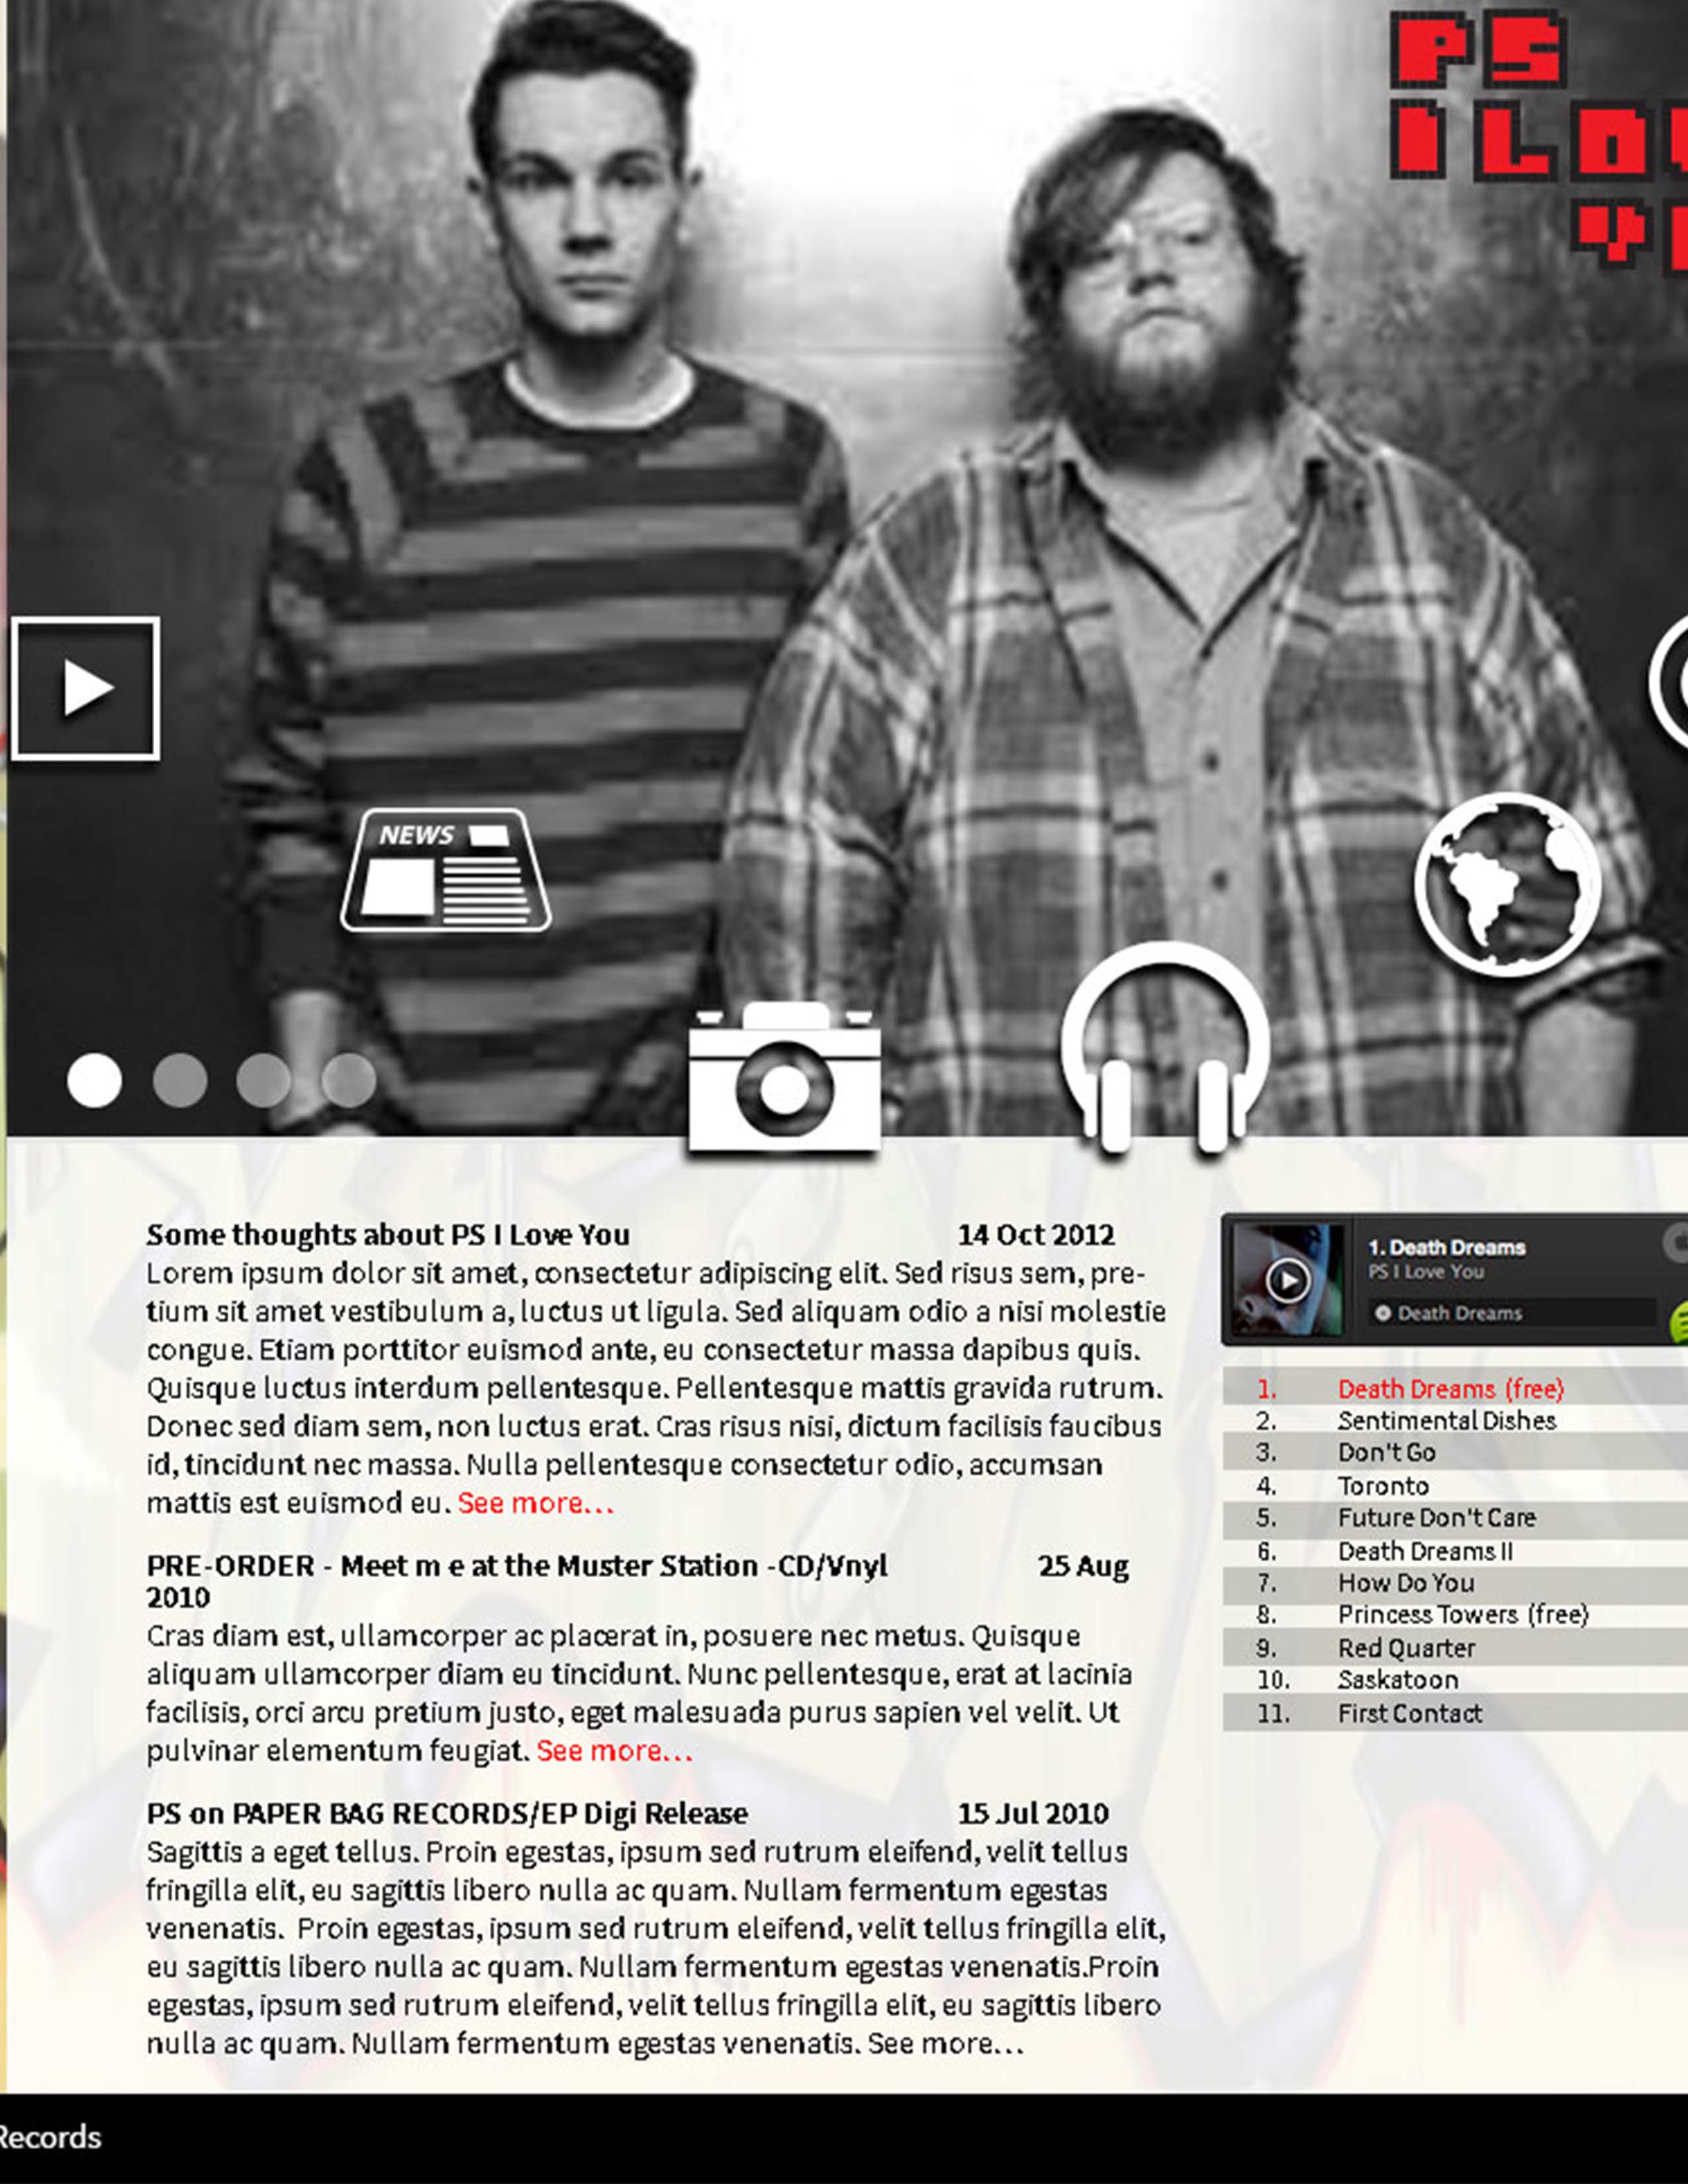 PS
I LOV
Y
NEWS
Some thoughts about PS I Love You 14 Oct 2012
Lorem ipsum dolor sit amet, consectetur adipiscing elit. Sed risus sem, pre-
tium sit amet vestibulum a, luctus ut ligula. Sed aliquam odio a nisi molestie
congue. Etiam porttitor euismod ante, eu consectetur massa dapibus quis.
Quisque luctus interdum pellentesque. Pellentesque mattis gravida rutrum.
Donec sed diam sem, non luctus erat. Cras risus nisi, dictum facilisis faucibus
id, tincidunt nec massa. Nulla pellentesque consectetur odio, accumsan
mattis est euismod eu. See more...
PRE-ORDER - Meet m e at the Muster Station -CD/Vnyl 25 Aug
2010
Cras diam est, ullamcorper ac placerat in, posuere nec metus. Quisque
aliquam ullamcorper diam eu tincidunt. Nunc pellentesque, erat at lacinia
facilisis, orci arcu pretium justo, eget malesuada purus sapien vel velit. Ut
pulvinar elementum feugiat. See more...
PS on PAPER BAG RECORDS/EP Digi Release 15 Jul 2010
Sagittis a eget tellus. Proin egestas, ipsum sed rutrum eleifend, velit tellus
fringilla elit, eu sagittis libero nulla ac quam. Nullam fermentum egestas
venenatis. Proin egestas, ipsum sed rutrum eleifend, velit tellus fringilla elit,
eu sagittis libero nulla ac quam. Nullam fermentum egestas venenatis.Proin
egestas, ipsum sed rutrum eleifend, velit tellus fringilla elit, eu sagittis libero
nulla ac quam. Nullam fermentum egestas venenatis. See more...
1. Death Dreams
PS I Love You
Death Dreams
1. Death Dreams (free)
2. Sentimental Dishes
3. Don't Go
4. Toronto
5. Future Don't Care
6. Death Dreams II
7. How Do You
8. Princess Towers (free)
9. Red Quarter
10. Saskatoon
11. First Contact
Records